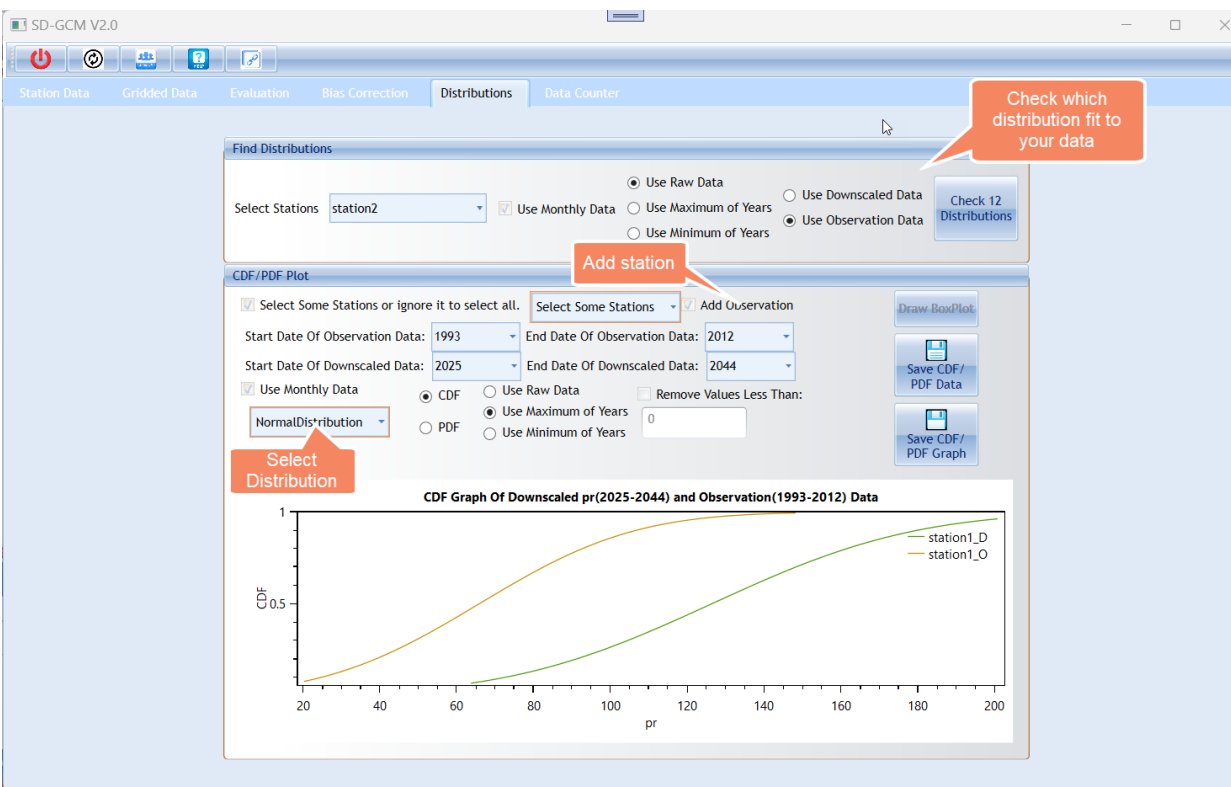 SD-GCM V2.0
Station Data
Gridded Data
Evaluation
Bias Correction
Distributions
Data Counter
Check which
distribution fit to
your data
Find Distributions
Select Stations
station2
Use Monthly Data
Use Raw Data
Use Maximum of Years
Use Minimum of Years
Use Downscaled Data
Use Observation Data
Check 12
Distributions
Add station
CDF/PDF Plot
Select Some Stations or ignore it to select all.
Select Some Stations
Add Observation
Draw BoxPlot
Start Date Of Observation Data:
1993
End Date Of Observation Data:
2012
Start Date Of Downscaled Data:
2025
End Date Of Downscaled Data:
2044
Save CDF/
PDF Data
Use Monthly Data
CDF
PDF
Use Raw Data
Use Maximum of Years
Use Minimum of Years
Remove Values Less Than:
0
NormalDistribution
Save CDF/
PDF Graph
Select
Distribution
CDF Graph Of Downscaled pr(2025-2044) and Observation(1993-2012) Data
1
0.5
CDF
station1_D
station1_O
20 40 60 80 100 120 140 160 180 200
pr